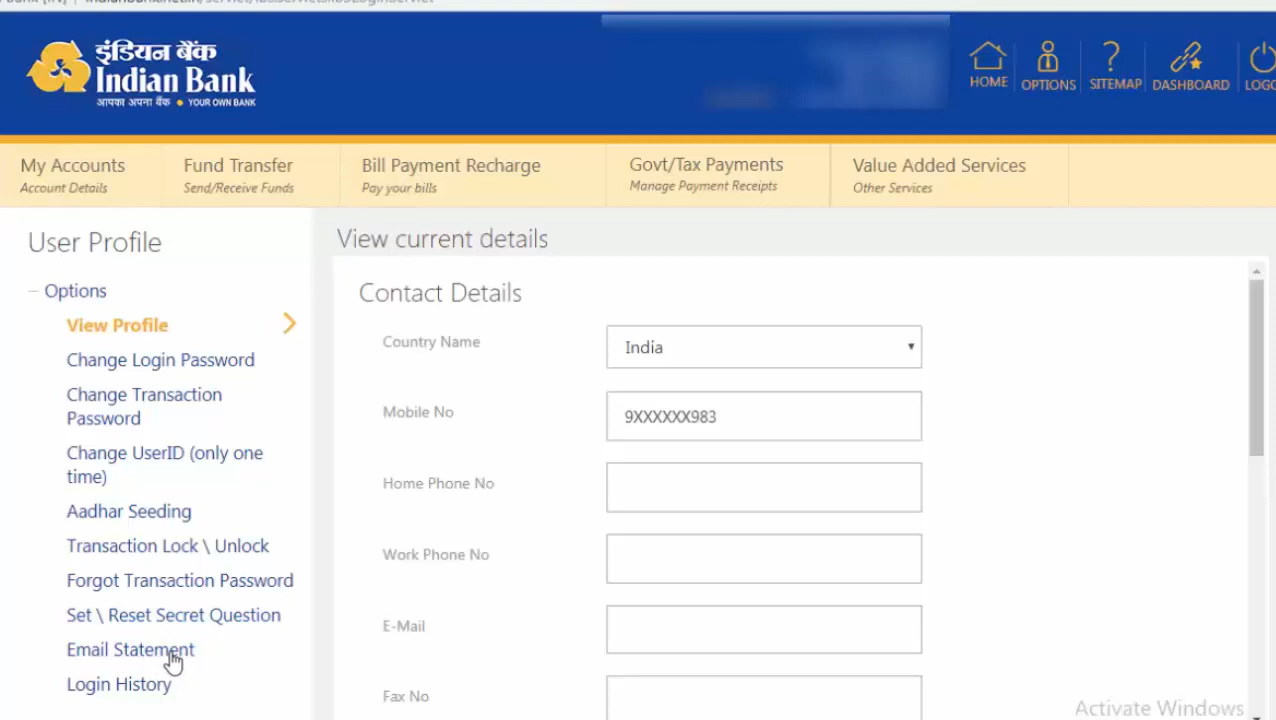 इंडियन बैंक
Indian Bank
आपका अपना बैंक • YOUR OWN BANK
HOME
OPTIONS
SITEMAP
DASHBOARD
My Accounts
Account Details
Fund Transfer
Send/Receive Funds
Bill Payment Recharge
Pay your bills
Govt/Tax Payments
Manage Payment Receipts
Value Added Services
Other Services
User Profile
Options
View Profile
Change Login Password
Change Transaction
Password
Change UserID (only one
time)
Aadhar Seeding
Transaction Lock \ Unlock
Forgot Transaction Password
Set \ Reset Secret Question
Email Statement
Login History
View current details
Contact Details
Country Name
India
Mobile No
9XXXXXX983
Home Phone No
Work Phone No
E-Mail
Fax No
Activate Windows